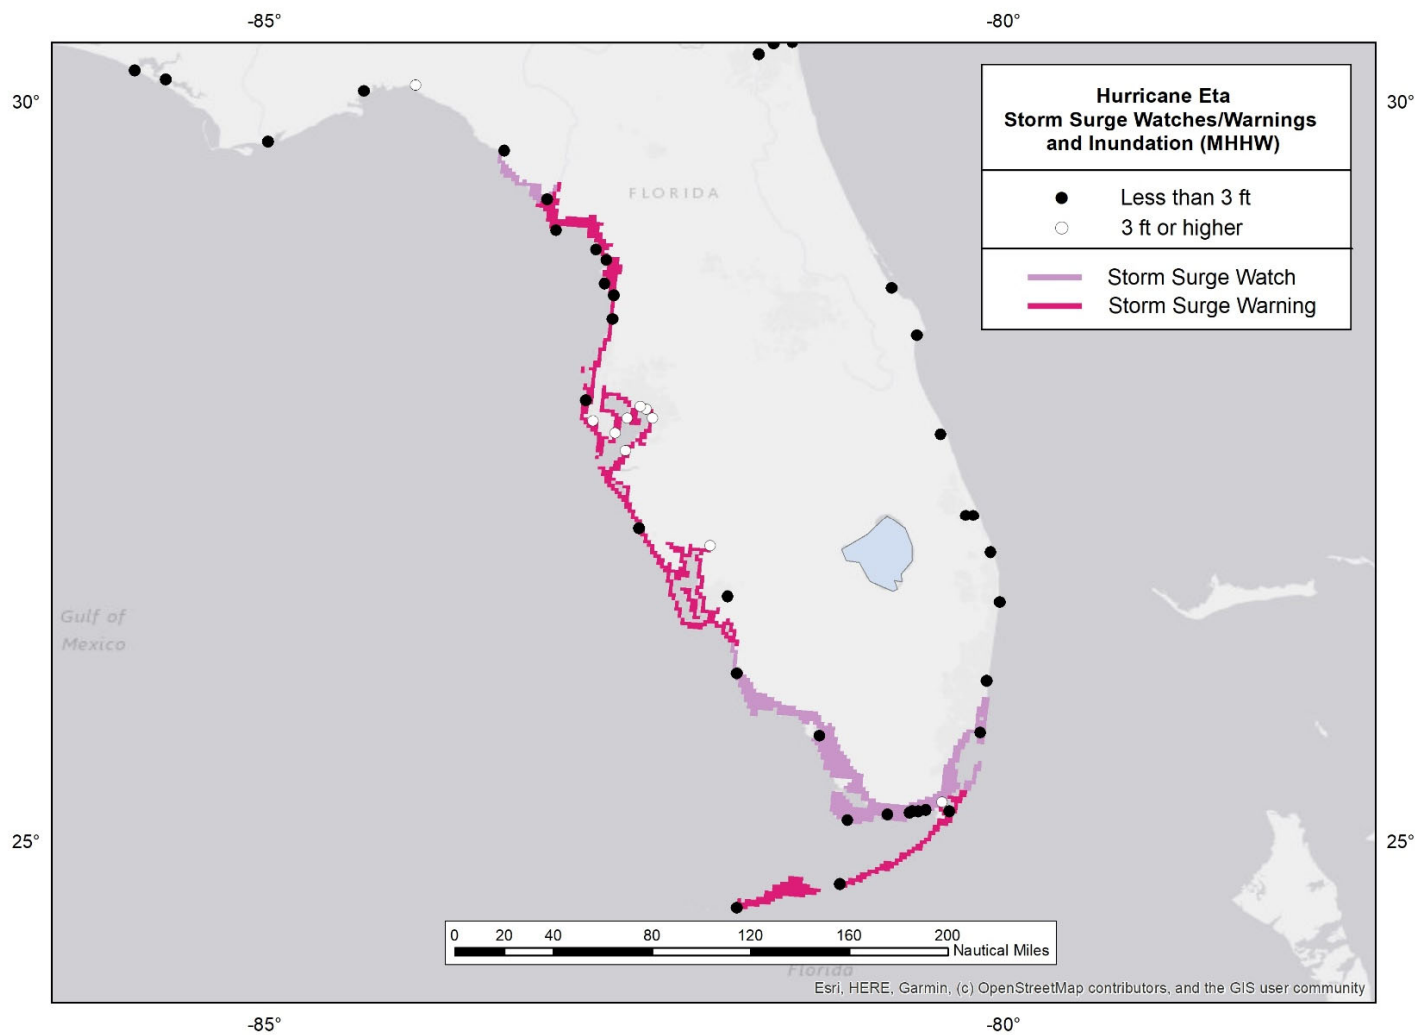 -85°
-80°
30°
30°
Hurricane Eta
Storm Surge Watches/Warnings
and Inundation (MHHW)
Less than 3 ft
3 ft or higher
Storm Surge Watch
Storm Surge Warning
FLORIDA
Gulf of
Mexico
25°
25°
0 20 40 80 120 160 200
Nautical Miles
Florida
Esri, HERE, Garmin, (c) OpenStreetMap contributors, and the GIS user community
-85°
-80°